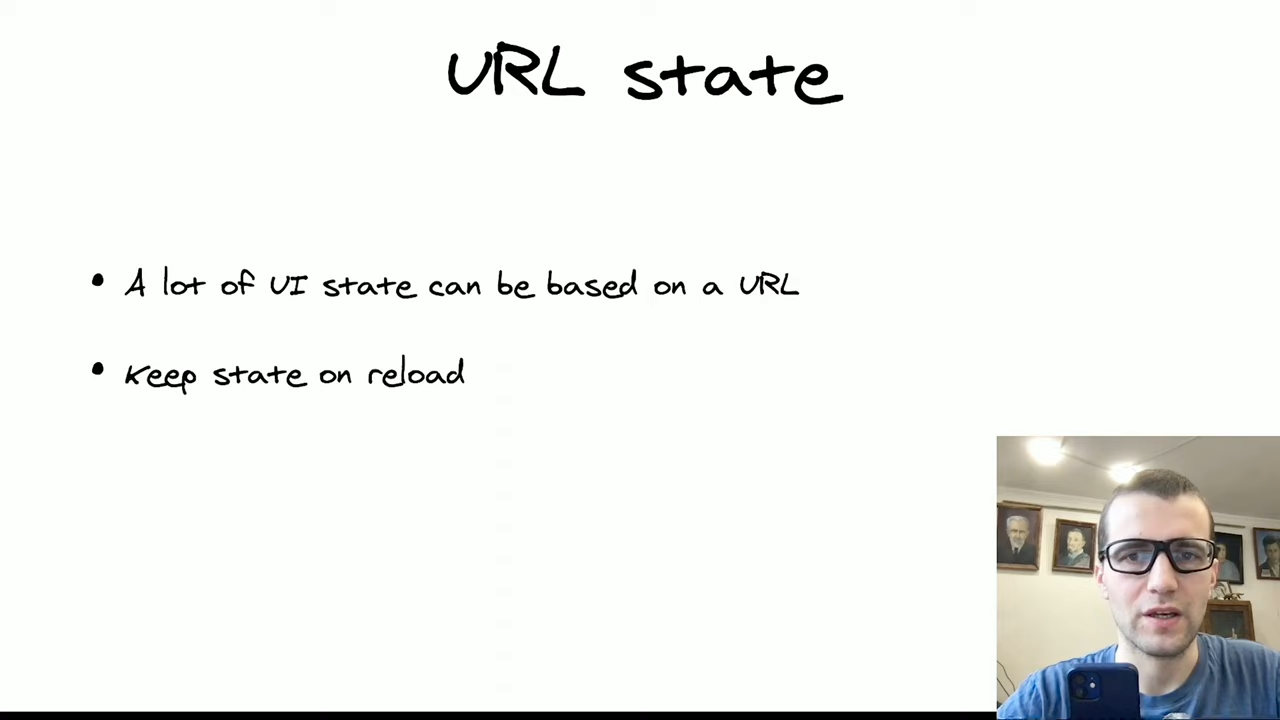 URL state
• A lot of UI state can be based on a URL
• Keep state on reload